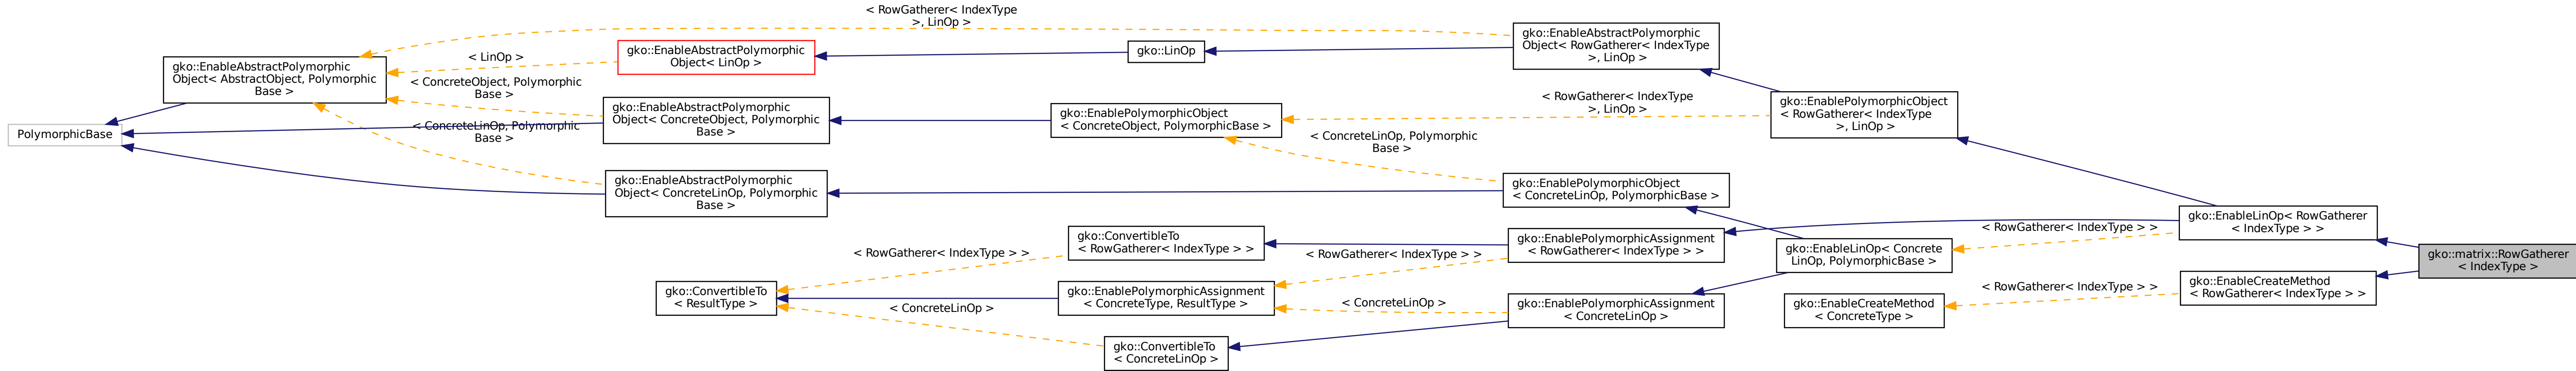 < RowGatherer< IndexType
>, LinOp >
gko::EnableAbstractPolymorphic
Object< AbstractObject, Polymorphic
Base >
< LinOp >
gko::EnableAbstractPolymorphic
Object< LinOp >
gko::LinOp
gko::EnableAbstractPolymorphic
Object< RowGatherer< IndexType
>, LinOp >
< ConcreteObject, Polymorphic
Base >
gko::EnableAbstractPolymorphic
Object< ConcreteObject, Polymorphic
Base >
gko::EnablePolymorphicObject
< ConcreteObject, PolymorphicBase >
< RowGatherer< IndexType
>, LinOp >
gko::EnablePolymorphicObject
< RowGatherer< IndexType
>, LinOp >
PolymorphicBase
< ConcreteLinOp, Polymorphic
Base >
< ConcreteLinOp, Polymorphic
Base >
gko::EnableAbstractPolymorphic
Object< ConcreteLinOp, Polymorphic
Base >
gko::EnablePolymorphicObject
< ConcreteLinOp, PolymorphicBase >
gko::EnableLinOp< RowGatherer
< IndexType > >
< RowGatherer< IndexType > >
gko::ConvertibleTo
< RowGatherer< IndexType > >
gko::EnablePolymorphicAssignment
< RowGatherer< IndexType > >
gko::EnableLinOp< Concrete
LinOp, PolymorphicBase >
gko::matrix::RowGatherer
< IndexType >
< RowGatherer< IndexType > >
< RowGatherer< IndexType > >
gko::ConvertibleTo
< ResultType >
gko::EnablePolymorphicAssignment
< ConcreteType, ResultType >
< ConcreteLinOp >
< ConcreteLinOp >
gko::EnablePolymorphicAssignment
< ConcreteLinOp >
gko::EnableCreateMethod
< ConcreteType >
< RowGatherer< IndexType > >
gko::EnableCreateMethod
< RowGatherer< IndexType > >
gko::ConvertibleTo
< ConcreteLinOp >